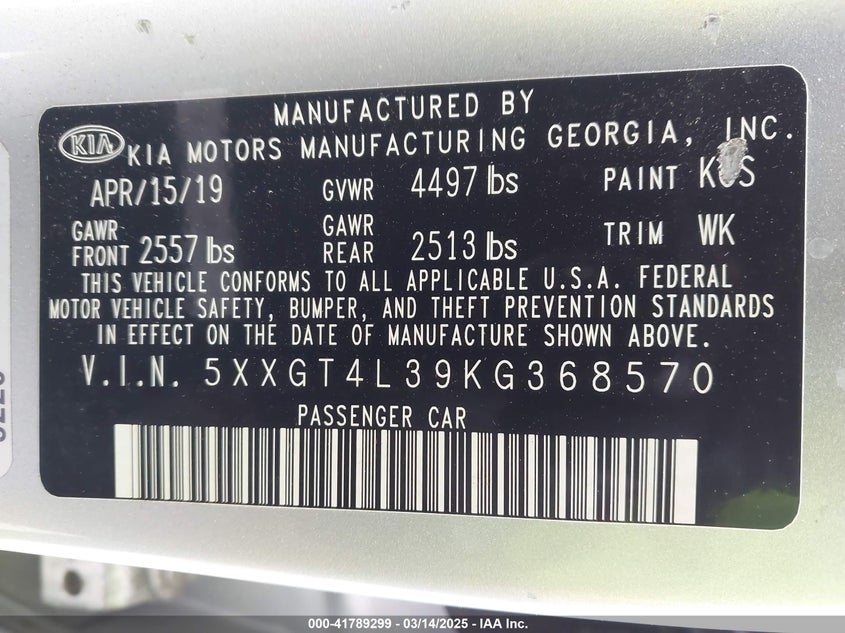 MANUFACTURED BY
KIA KIA MOTORS MANUFACTURING GEORGIA, INC.
APR/15/19 GVWR 4497 lbs PAINT
GAWR FRONT 2557 lbs GAWR REAR 2513 lbs TRIM WK
THIS VEHICLE CONFORMS TO ALL APPLICABLE U.S.A. FEDERAL
MOTOR VEHICLE SAFETY, BUMPER, AND THEFT PREVENTION STANDARDS
IN EFFECT ON THE DATE OF MANUFACTURE SHOWN ABOVE.
V.I.N. 5XXGT4L39KG368570
PASSENGER CAR
000-41789299 - 03/14/2025 - IAA Inc.